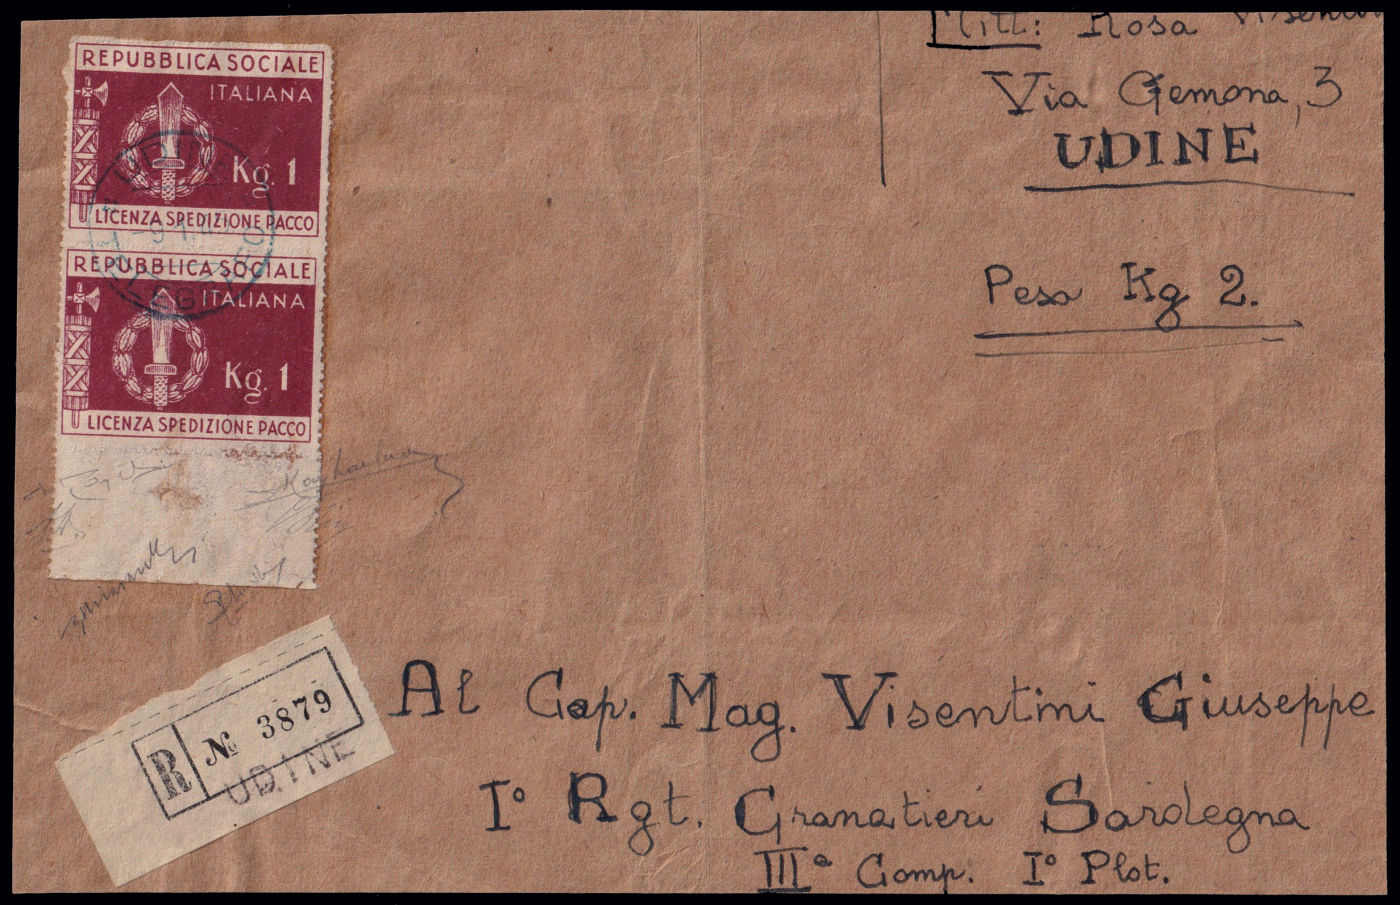 Mitt: Rosa Visentini
Via Gemona, 3
UDINE
REPUBBLICA SOCIALE
ITALIANA
Kg. 1
LICENZA SPEDIZIONE PACCO
REPUBBLICA SOCIALE
ITALIANA
Kg. 1
LICENZA SPEDIZIONE PACCO
Peso Kg 2.
R № 3879
UDINE
Al Cap. Mag. Visentini Giuseppe
I° Rgt. Granatieri Sardegna
IIIª Comp. I° Plot.